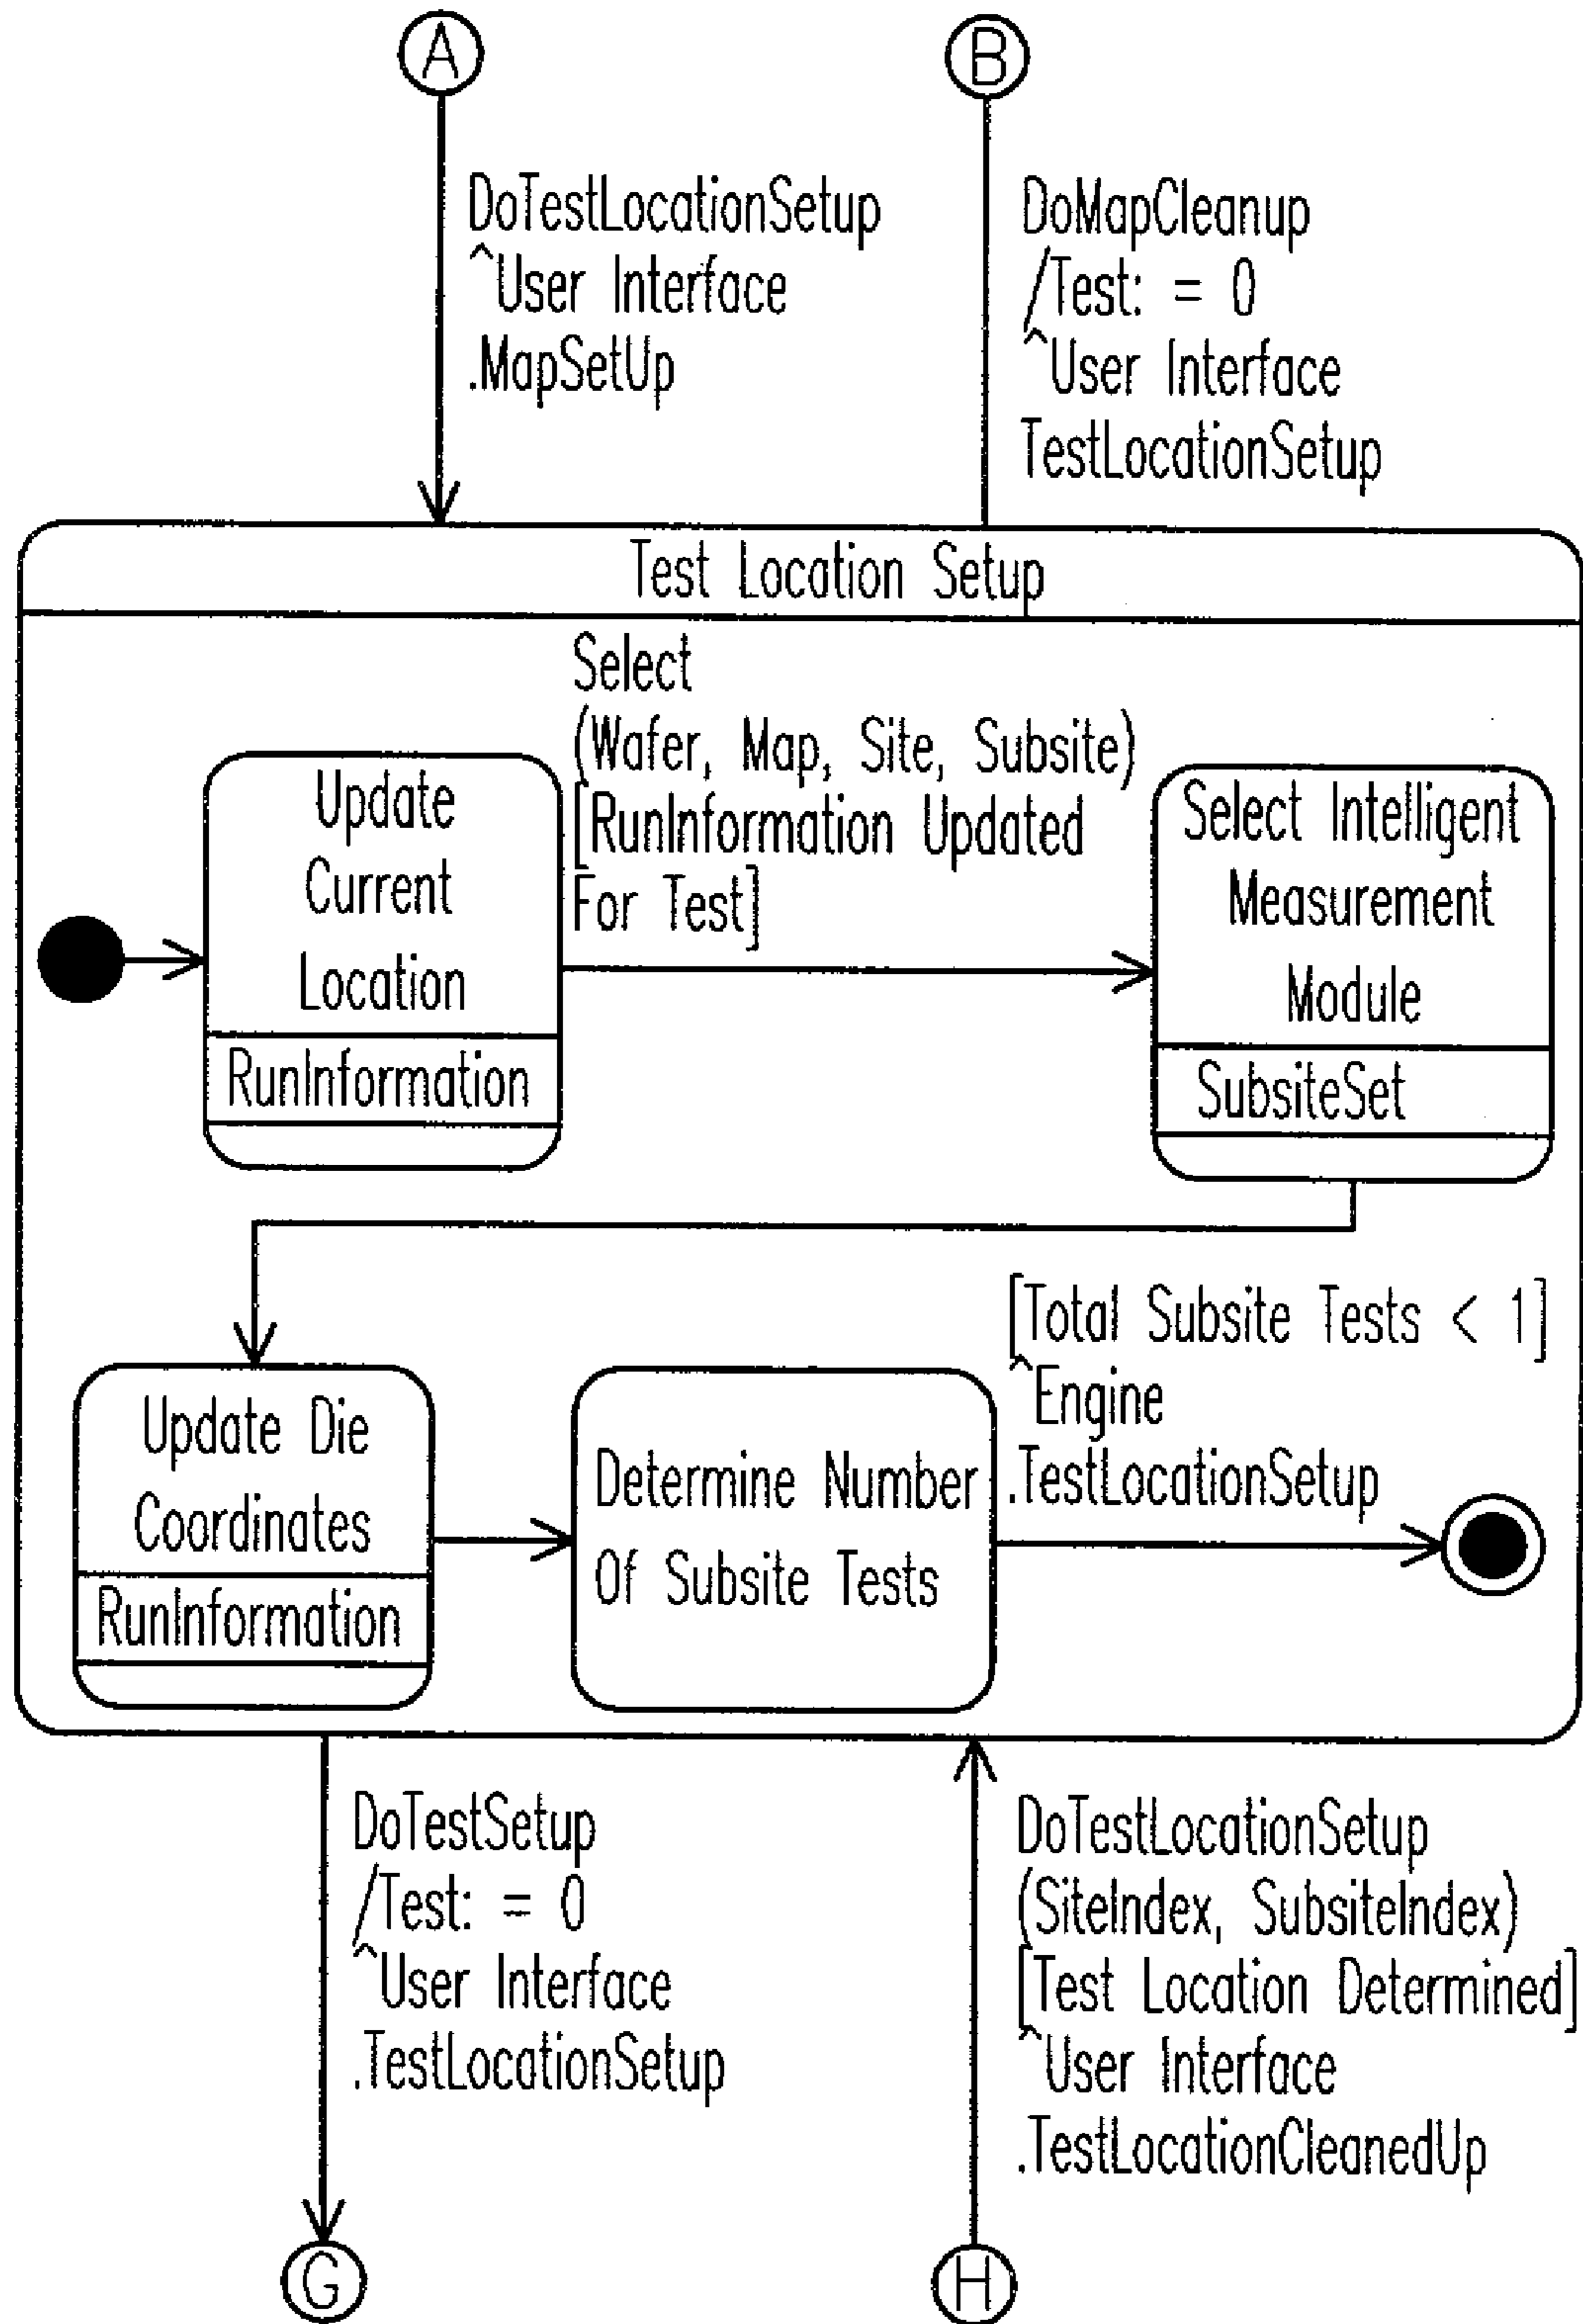 A
B
DoTestLocationSetup
^User Interface
.MapSetUp
DoMapCleanup
/Test: = 0
^User Interface
TestLocationSetup
Test Location Setup
Select
(Wafer, Map, Site, Subsite)
[RunInformation Updated
For Test]
Update
Current
Location
RunInformation
Select Intelligent
Measurement
Module
SubsiteSet
[Total Subsite Tests < 1]
^Engine
.TestLocationSetup
Update Die
Coordinates
RunInformation
Determine Number
Of Subsite Tests
DoTestSetup
/Test: = 0
^User Interface
.TestLocationSetup
DoTestLocationSetup
(SiteIndex, SubsiteIndex)
[Test Location Determined]
^User Interface
.TestLocationCleanedUp
G
H